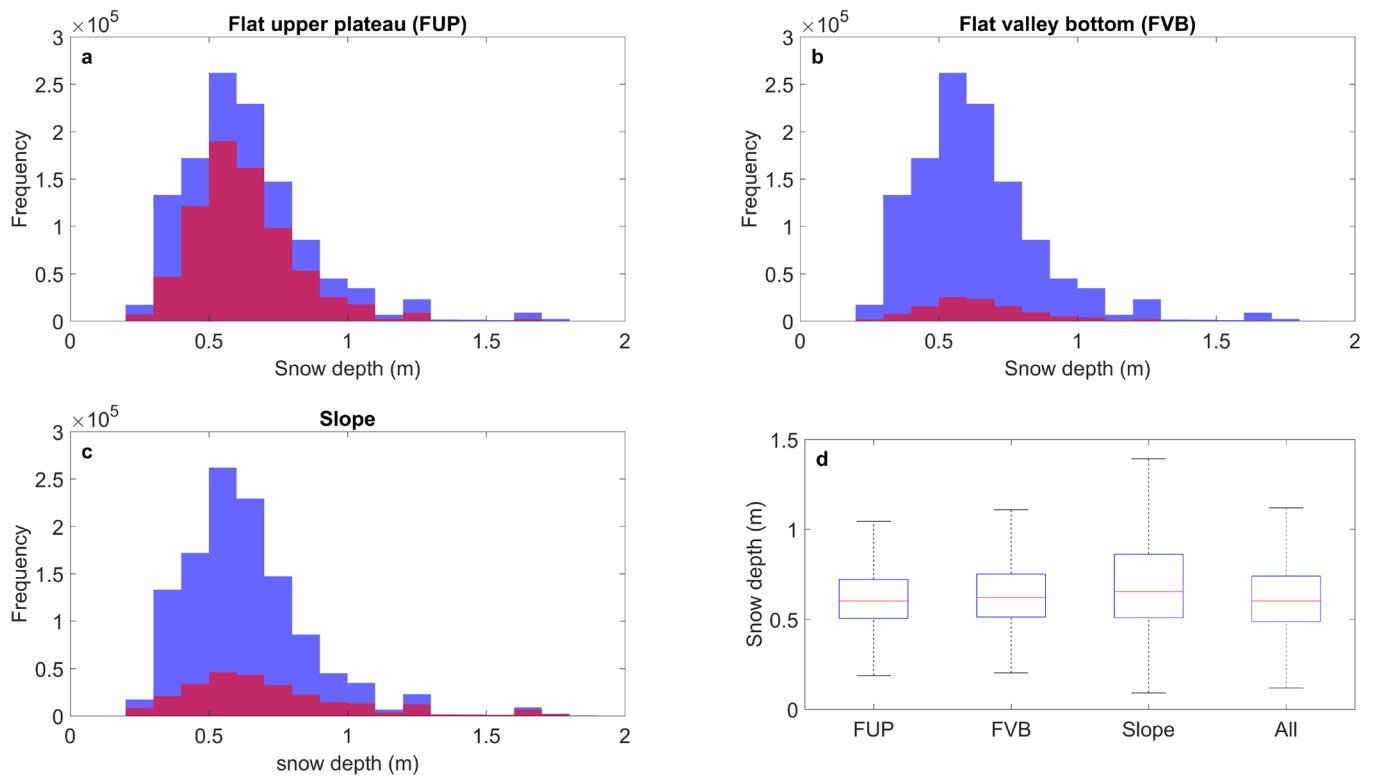 Flat upper plateau (FUP)
×10^5
a
3
2.5
2
1.5
1
0.5
0
Frequency
0 0.5 1 1.5 2
Snow depth (m)
Flat valley bottom (FVB)
×10^5
b
3
2.5
2
1.5
1
0.5
0
Frequency
0 0.5 1 1.5 2
Snow depth (m)
Slope
×10^5
c
3
2.5
2
1.5
1
0.5
0
Frequency
0 0.5 1 1.5 2
snow depth (m)
d
1.5
1
0.5
0
Snow depth (m)
FUP FVB Slope All